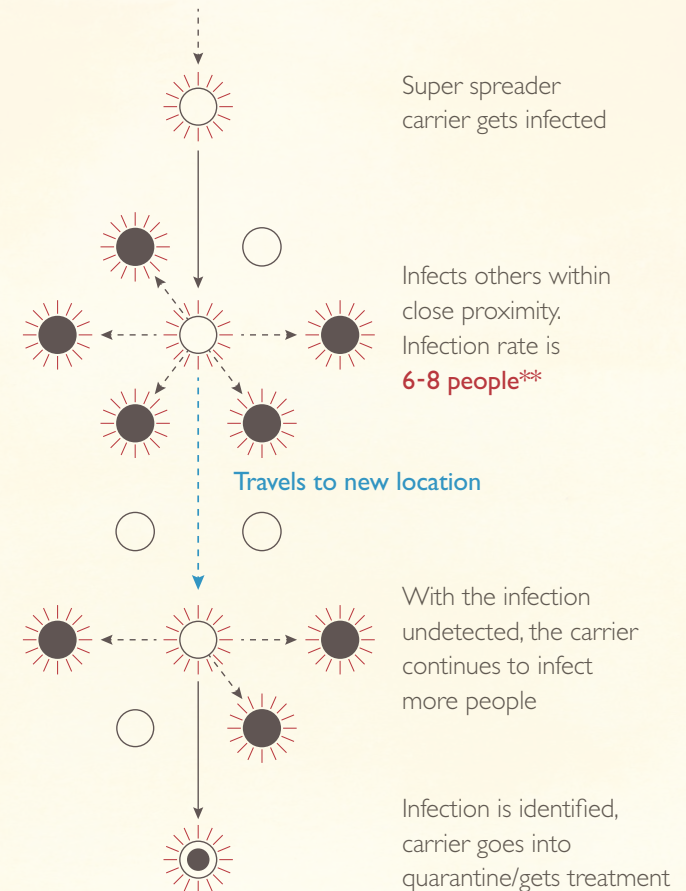 Super spreader
carrier gets infected
Infects others within
close proximity.
Infection rate is
6-8 people**
Travels to new location
With the infection
undetected, the carrier
continues to infect
more people
Infection is identified,
carrier goes into
quarantine/gets treatment